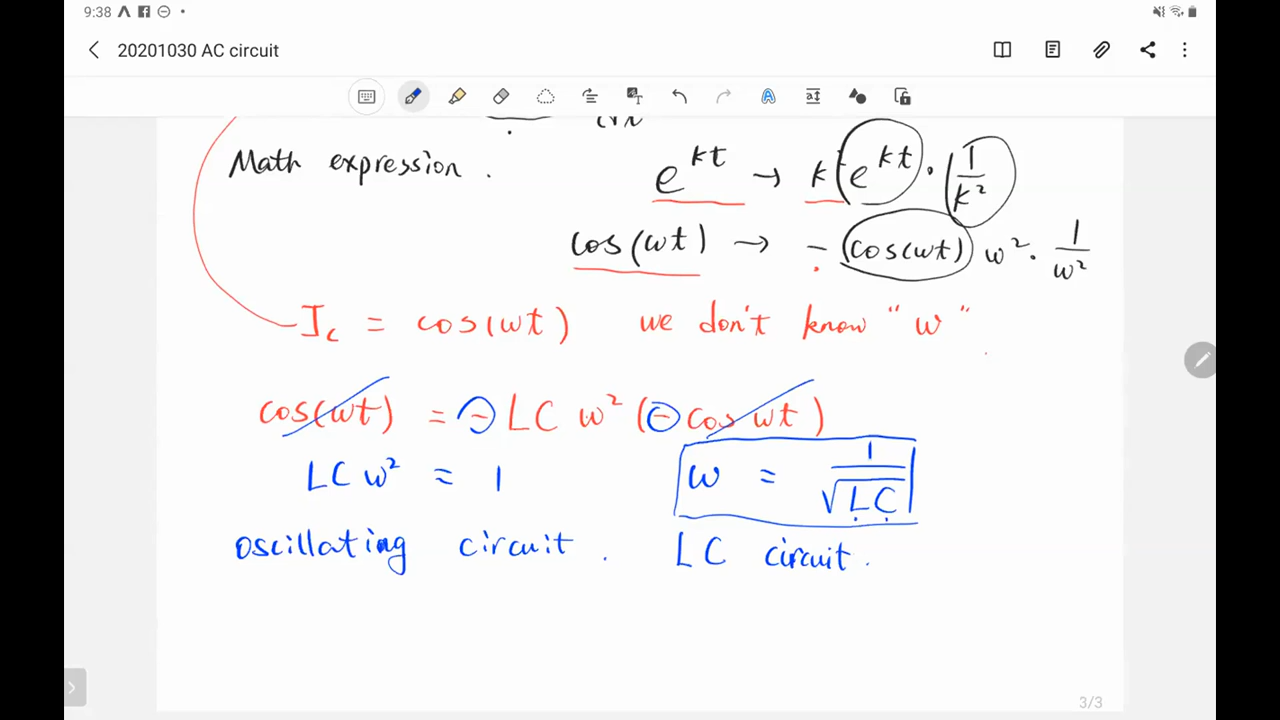 9:38
20201030 AC circuit
Math expression .
e^{kt} → k e^{kt} · 1/k²
cos(wt) → - (cos(wt)) w² · 1/w²
I_c = cos(wt) we don't know "w"
cos(wt) = - LC w² (- cos wt)
LC w² = 1 w = 1/√LC
oscillating circuit . LC circuit .
3/3